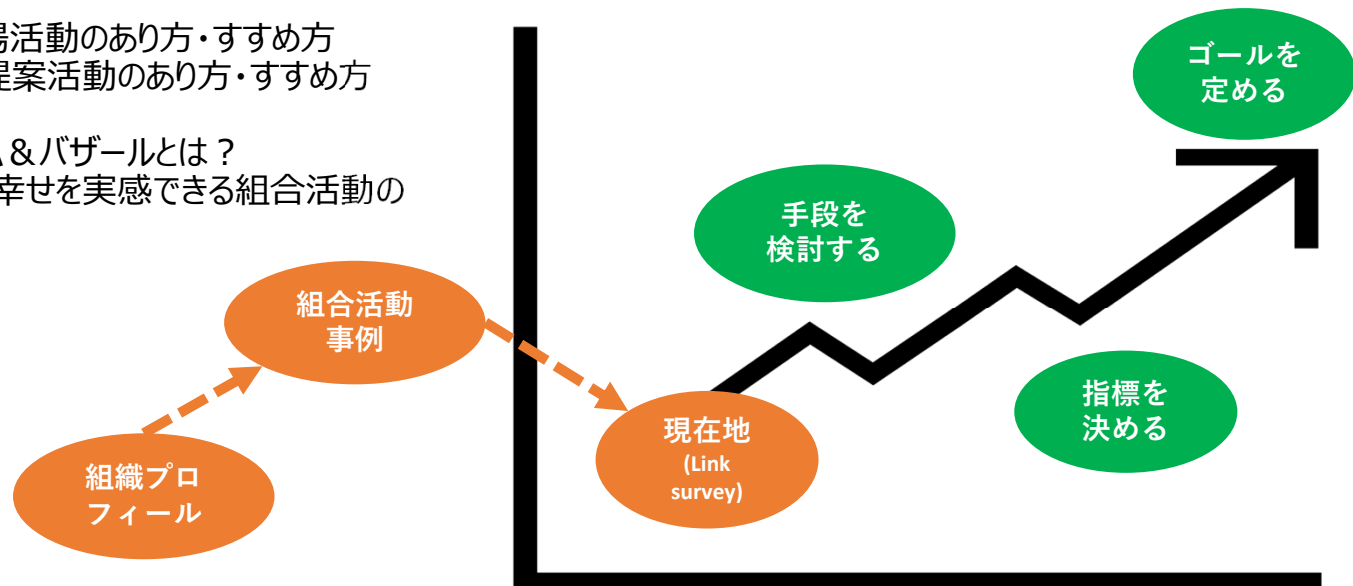 活動のあり方・すすめ方
提案活動のあり方・すすめ方
＆バザールとは？
幸せを実感できる組合活動の
ゴールを
定める
手段を
検討する
組合活動
事例
指標を
決める
現在地
(Link
survey)
組織プロ
フィール